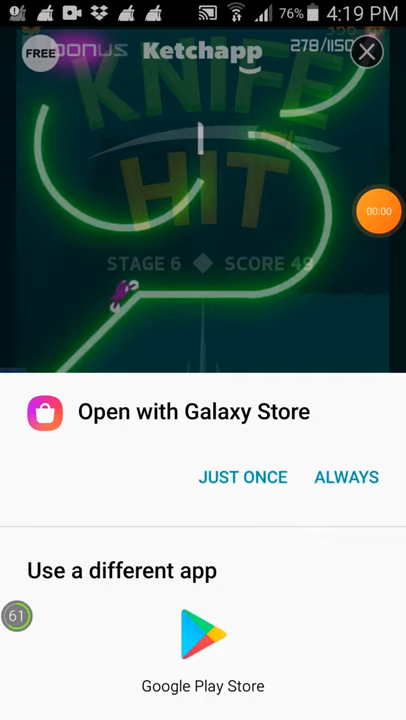 76% 4:19 PM
FREE
BONUS
Ketchapp
278/1150
KNIFE
HIT
00:00
STAGE 6 SCORE 49
Open with Galaxy Store
JUST ONCE ALWAYS
Use a different app
61
Google Play Store